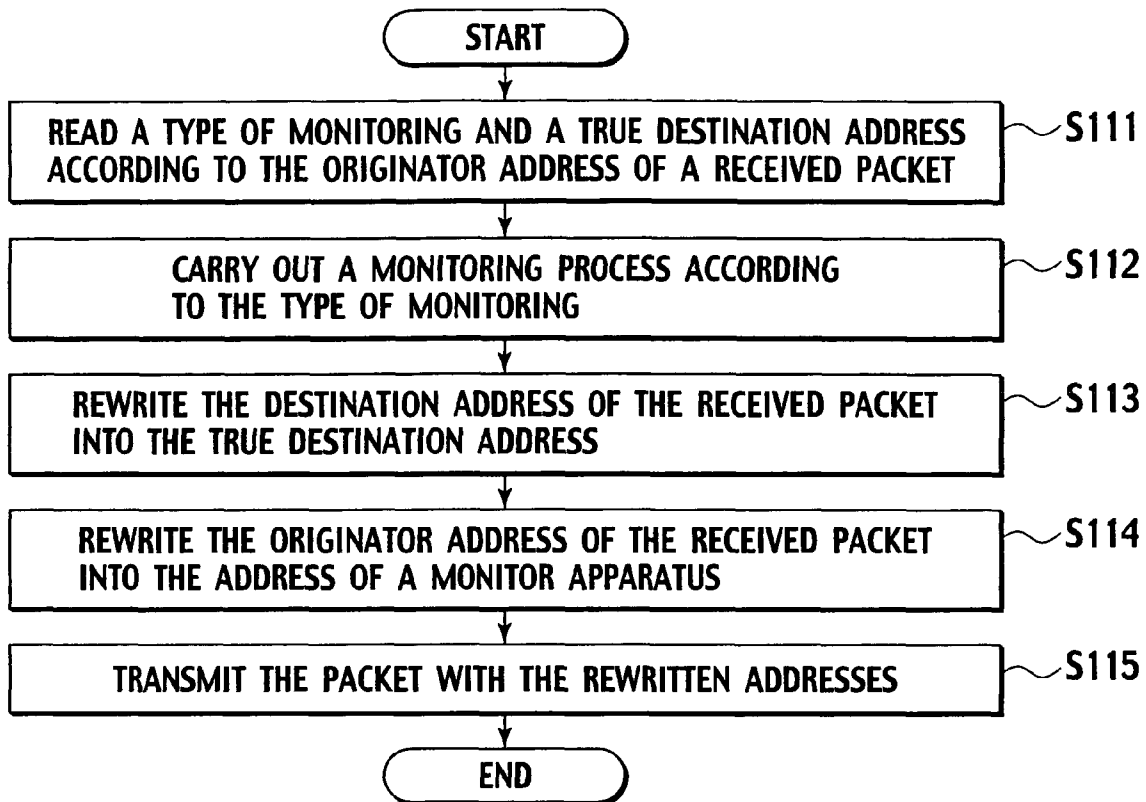 START
READ A TYPE OF MONITORING AND A TRUE DESTINATION ADDRESS
ACCORDING TO THE ORIGINATOR ADDRESS OF A RECEIVED PACKET
S111
CARRY OUT A MONITORING PROCESS ACCORDING
TO THE TYPE OF MONITORING
S112
REWRITE THE DESTINATION ADDRESS OF THE RECEIVED PACKET
INTO THE TRUE DESTINATION ADDRESS
S113
REWRITE THE ORIGINATOR ADDRESS OF THE RECEIVED PACKET
INTO THE ADDRESS OF A MONITOR APPARATUS
S114
TRANSMIT THE PACKET WITH THE REWRITTEN ADDRESSES
S115
END